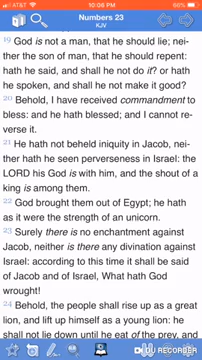 10:06 PM
86%
Numbers 23
KJV
19 God is not a man, that he should lie; nei-
ther the son of man, that he should repent:
hath he said, and shall he not do it? or hath
he spoken, and shall he not make it good?
20 Behold, I have received commandment to
bless: and he hath blessed; and I cannot re-
verse it.
21 He hath not beheld iniquity in Jacob, nei-
ther hath he seen perverseness in Israel: the
LORD his God is with him, and the shout of a
king is among them.
22 God brought them out of Egypt; he hath
as it were the strength of an unicorn.
23 Surely there is no enchantment against
Jacob, neither is there any divination against
Israel: according to this time it shall be said of
Jacob and of Israel, What hath God
wrought!
24 Behold, the people shall rise up as a great
lion, and lift up himself as a young lion: he
shall not lie down until he eat of the prey, and
DU RECORDER